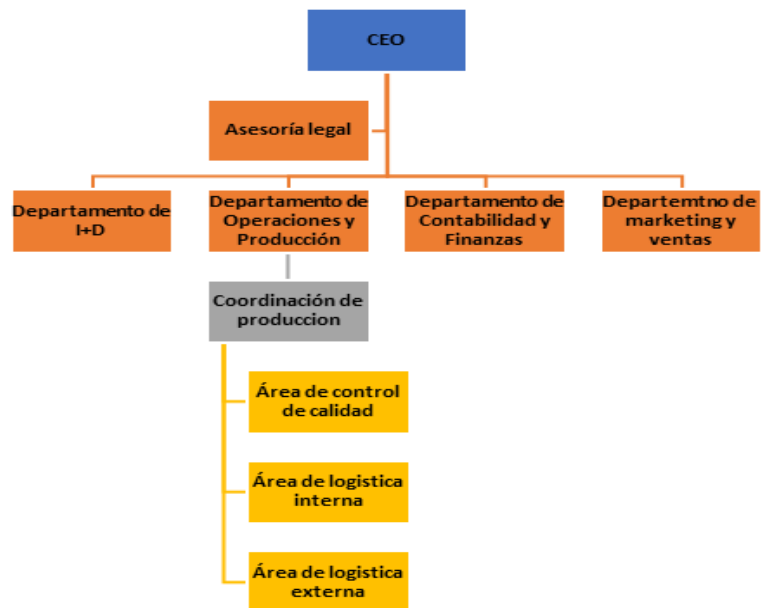 CEO
Asesoría legal
Departamento de
I+D
Departamento de
Operaciones y
Producción
Departamento de
Contabilidad y
Finanzas
Departemtno de
marketing y
ventas
Coordinación de
produccion
Área de control
de calidad
Área de logistica
interna
Área de logistica
externa